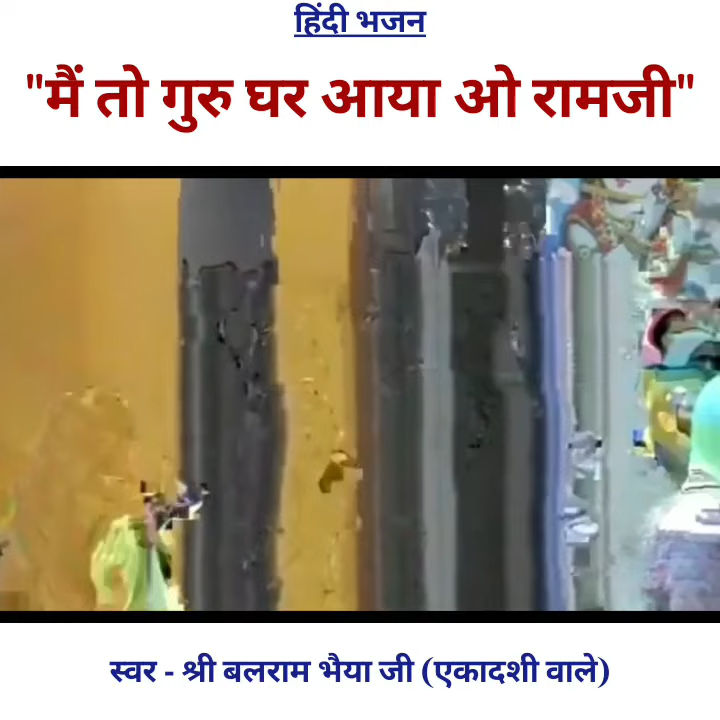 हिंदी भजन
"मैं तो गुरु घर आया ओ रामजी"
स्वर - श्री बलराम भैया जी (एकादशी वाले)